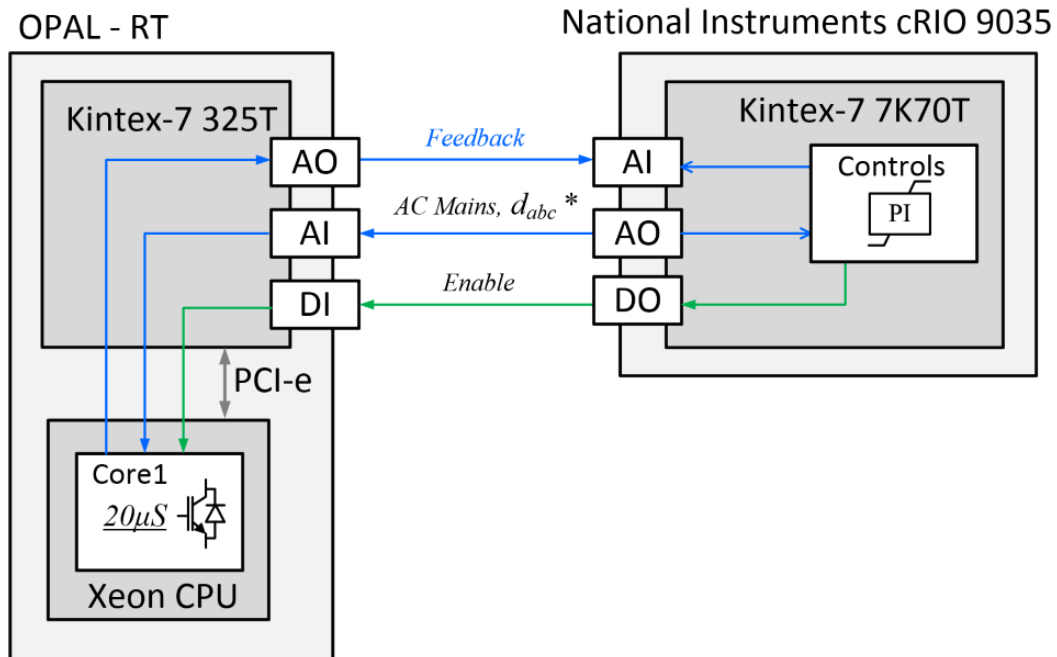 OPAL - RT
National Instruments cRIO 9035
Kintex-7 325T
Kintex-7 7K70T
AO
Feedback
AI
Controls
PI
AI
AC Mains, dabc *
AO
DI
Enable
DO
PCI-e
Core1
20µS
Xeon CPU